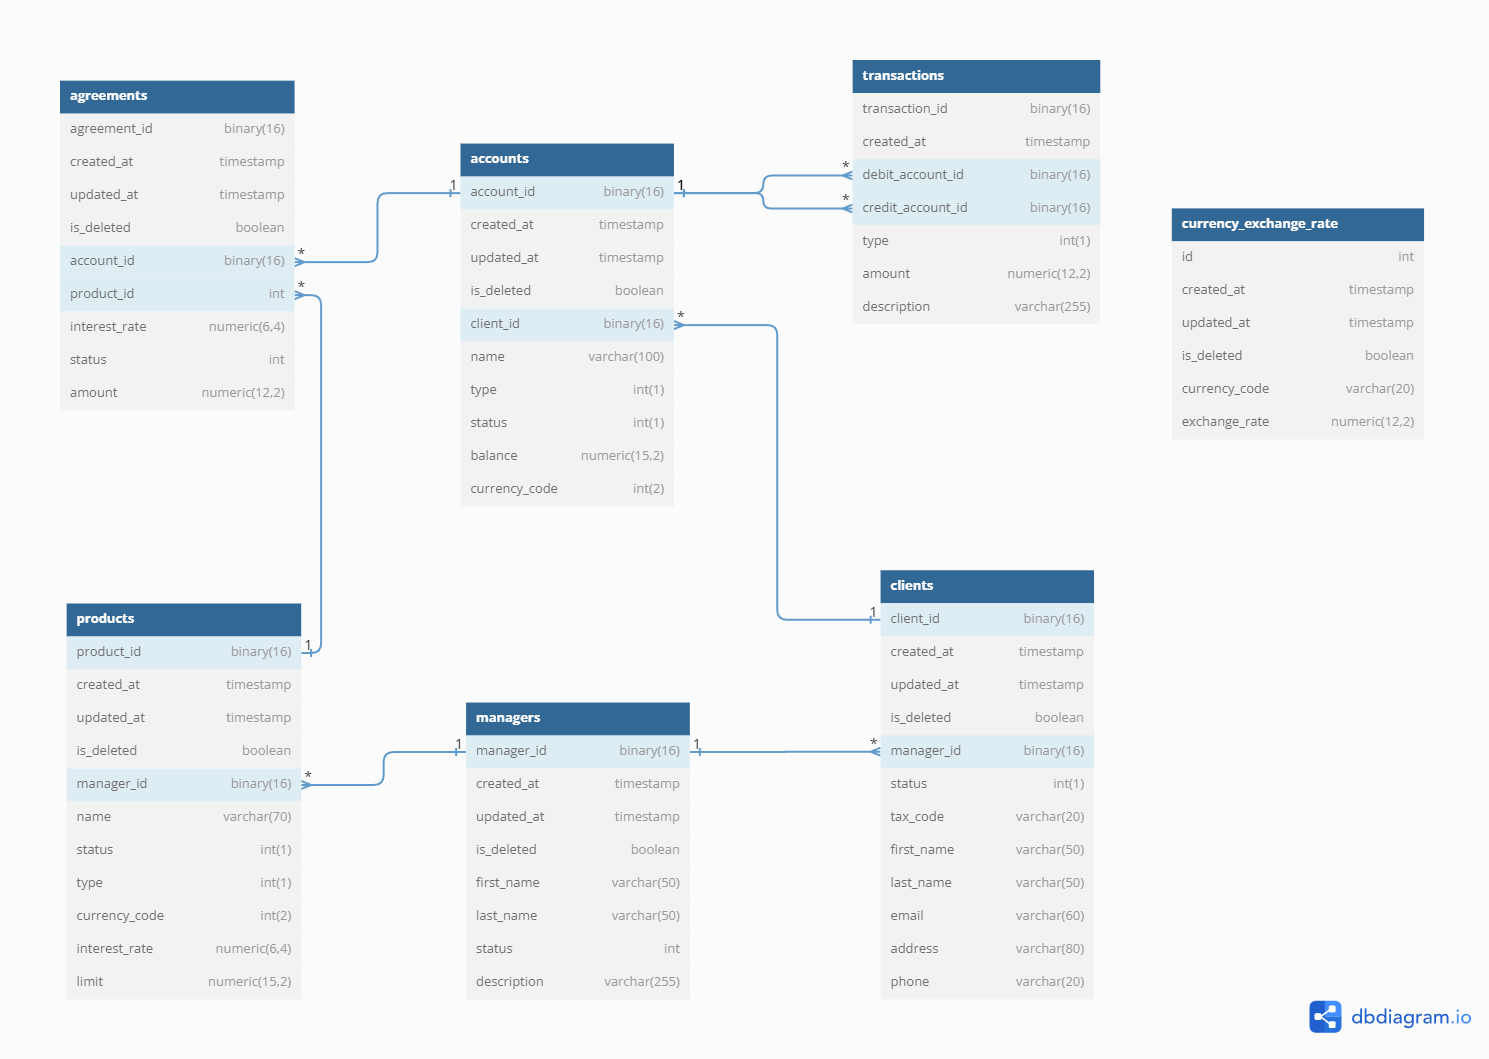 agreements
agreement_id binary(16)
created_at timestamp
updated_at timestamp
is_deleted boolean
account_id binary(16) *
product_id int *
interest_rate numeric(6,4)
status int
amount numeric(12,2)
accounts
1 account_id binary(16) 1
created_at timestamp
updated_at timestamp
is_deleted boolean
client_id binary(16) *
name varchar(100)
type int(1)
status int(1)
balance numeric(15,2)
currency_code int(2)
transactions
transaction_id binary(16)
created_at timestamp
* debit_account_id binary(16)
* credit_account_id binary(16)
type int(1)
amount numeric(12,2)
description varchar(255)
currency_exchange_rate
id int
created_at timestamp
updated_at timestamp
is_deleted boolean
currency_code varchar(20)
exchange_rate numeric(12,2)
products
product_id binary(16) 1
created_at timestamp
updated_at timestamp
is_deleted boolean
manager_id binary(16) *
name varchar(70)
status int(1)
type int(1)
currency_code int(2)
interest_rate numeric(6,4)
limit numeric(15,2)
managers
1 manager_id binary(16) 1
created_at timestamp
updated_at timestamp
is_deleted boolean
first_name varchar(50)
last_name varchar(50)
status int
description varchar(255)
clients
1 client_id binary(16)
created_at timestamp
updated_at timestamp
is_deleted boolean
* manager_id binary(16)
status int(1)
tax_code varchar(20)
first_name varchar(50)
last_name varchar(50)
email varchar(60)
address varchar(80)
phone varchar(20)
dbdiagram.io